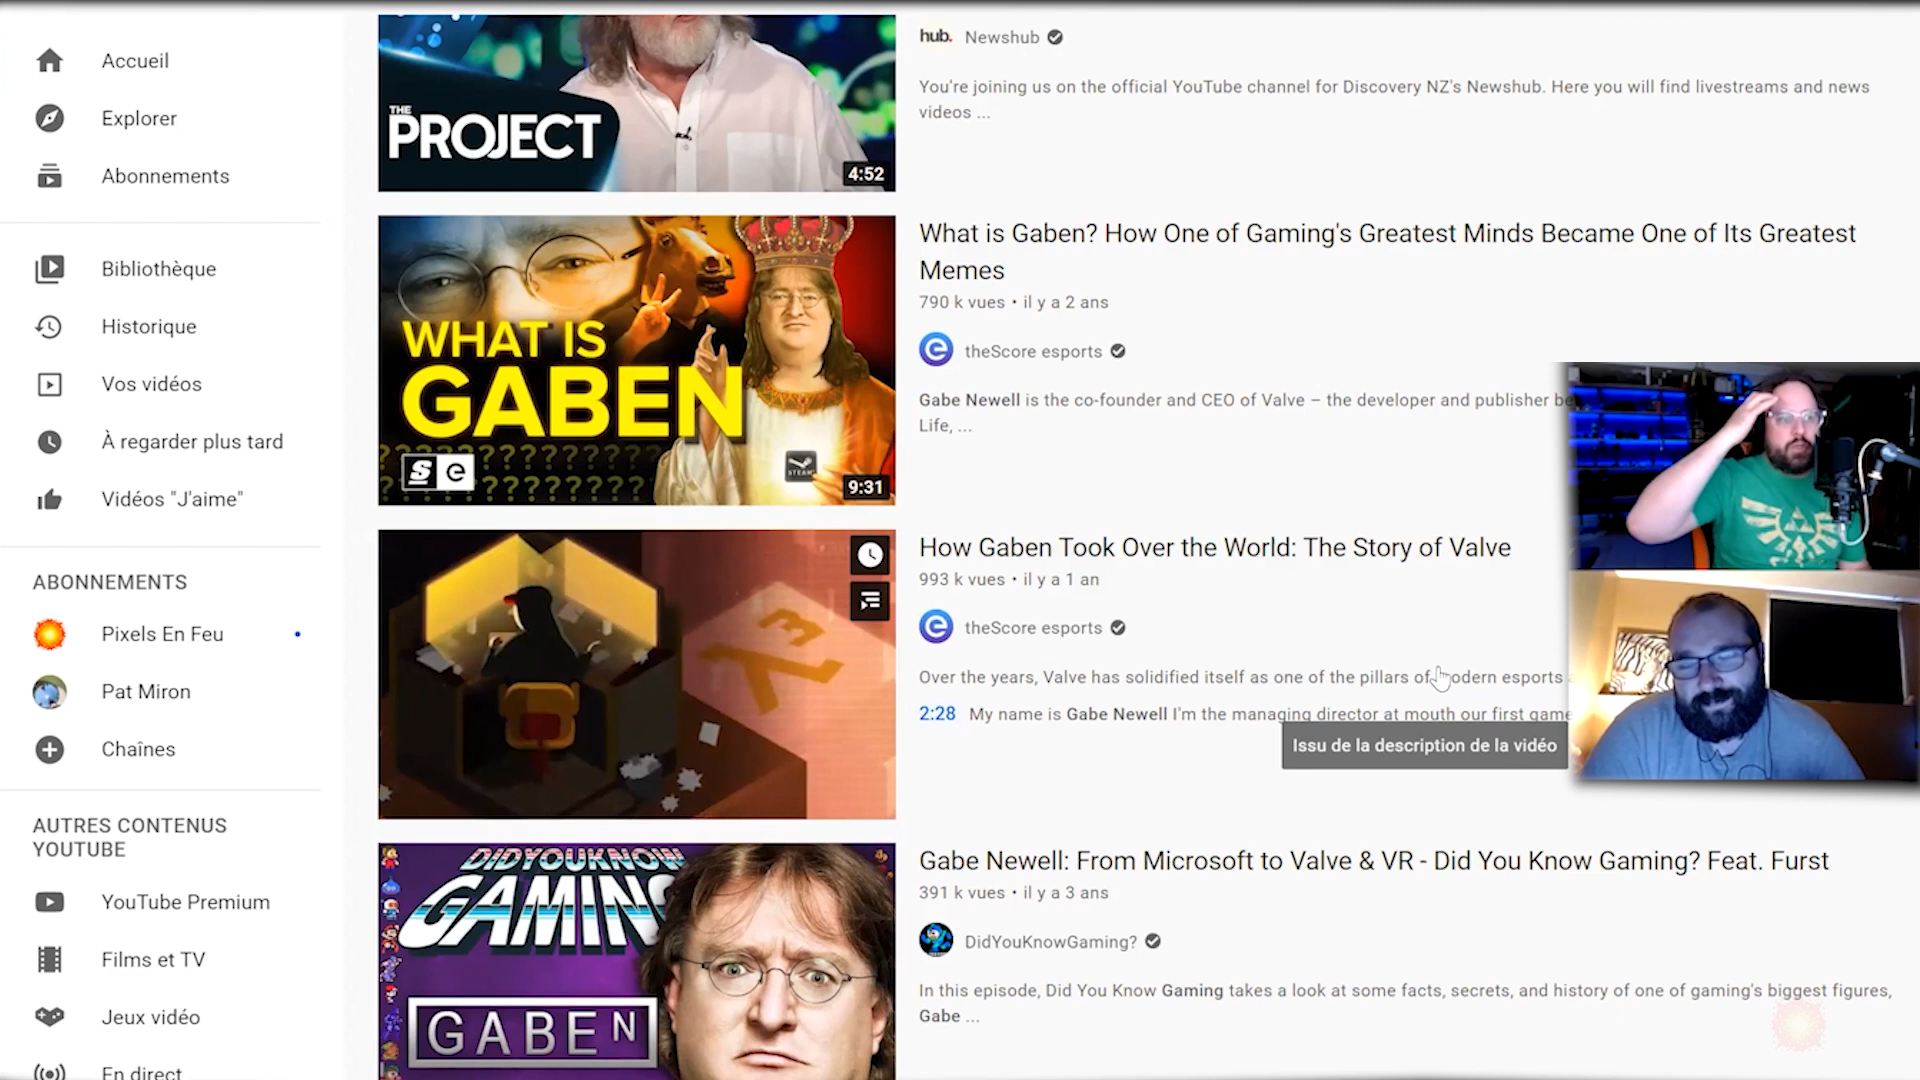 Accueil
Explorer
Abonnements
Bibliothèque
Historique
Vos vidéos
À regarder plus tard
Vidéos "J'aime"
ABONNEMENTS
Pixels En Feu
Pat Miron
Chaînes
AUTRES CONTENUS
YOUTUBE
YouTube Premium
Films et TV
Jeux vidéo
En direct
THE
PROJECT
4:52
hub.
Newshub
You're joining us on the official YouTube channel for Discovery NZ's Newshub. Here you will find livestreams and news
videos ...
WHAT IS
GABEN
????????????????
S e
STEAM
9:31
What is Gaben? How One of Gaming's Greatest Minds Became One of Its Greatest
Memes
790 k vues • il y a 2 ans
theScore esports
Gabe Newell is the co-founder and CEO of Valve – the developer and publisher
Life, ...
λ3
How Gaben Took Over the World: The Story of Valve
993 k vues • il y a 1 an
theScore esports
Over the years, Valve has solidified itself as one of the pillars of modern esports
2:28 My name is Gabe Newell I'm the managing director at mouth our first game
Issu de la description de la vidéo
DIDYOUKNOW
GAMING
GABEN
Gabe Newell: From Microsoft to Valve & VR - Did You Know Gaming? Feat. Furst
391 k vues • il y a 3 ans
DidYouKnowGaming?
In this episode, Did You Know Gaming takes a look at some facts, secrets, and history of one of gaming's biggest figures,
Gabe ...